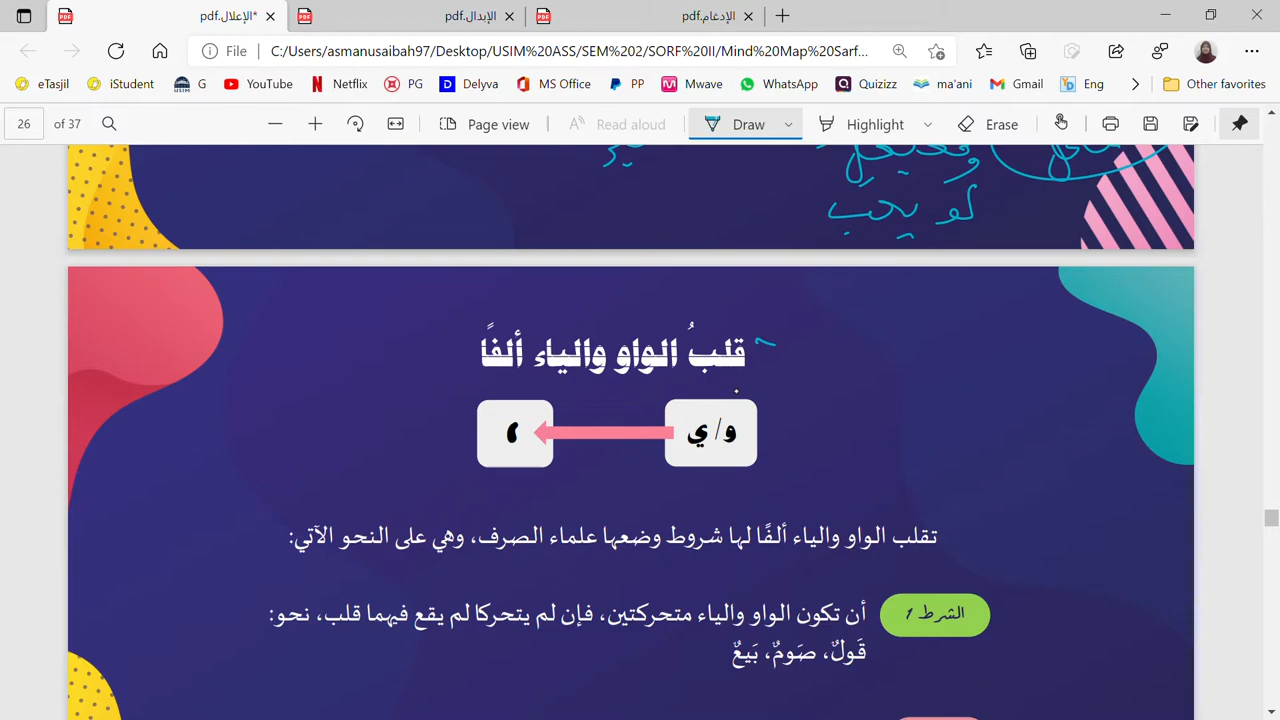 الإعلال.pdf*
الإبدال.pdf
الإدغام.pdf
File C:/Users/asmanusaibah97/Desktop/USIM%20ASS/SEM%202/SORF%20II/Mind%20Map%20Sarf...
eTasjil iStudent G YouTube Netflix PG Delyva MS Office PP Mwave WhatsApp Quizizz ma'ani Gmail Eng Other favorites
26 of 37 Page view Read aloud Draw Highlight Erase
قلبُ الواو والياء ألفًا
و/ ي
تقلب الواو والياء ألفًا لها شروط وضعها علماء الصرف، وهي على النحو الآتي:
الشرط 1 أن تكون الواو والياء متحركتين، فإن لم يتحركا لم يقع فيهما قلب، نحو:
قَولٌ، صَومٌ، بَيعٌ